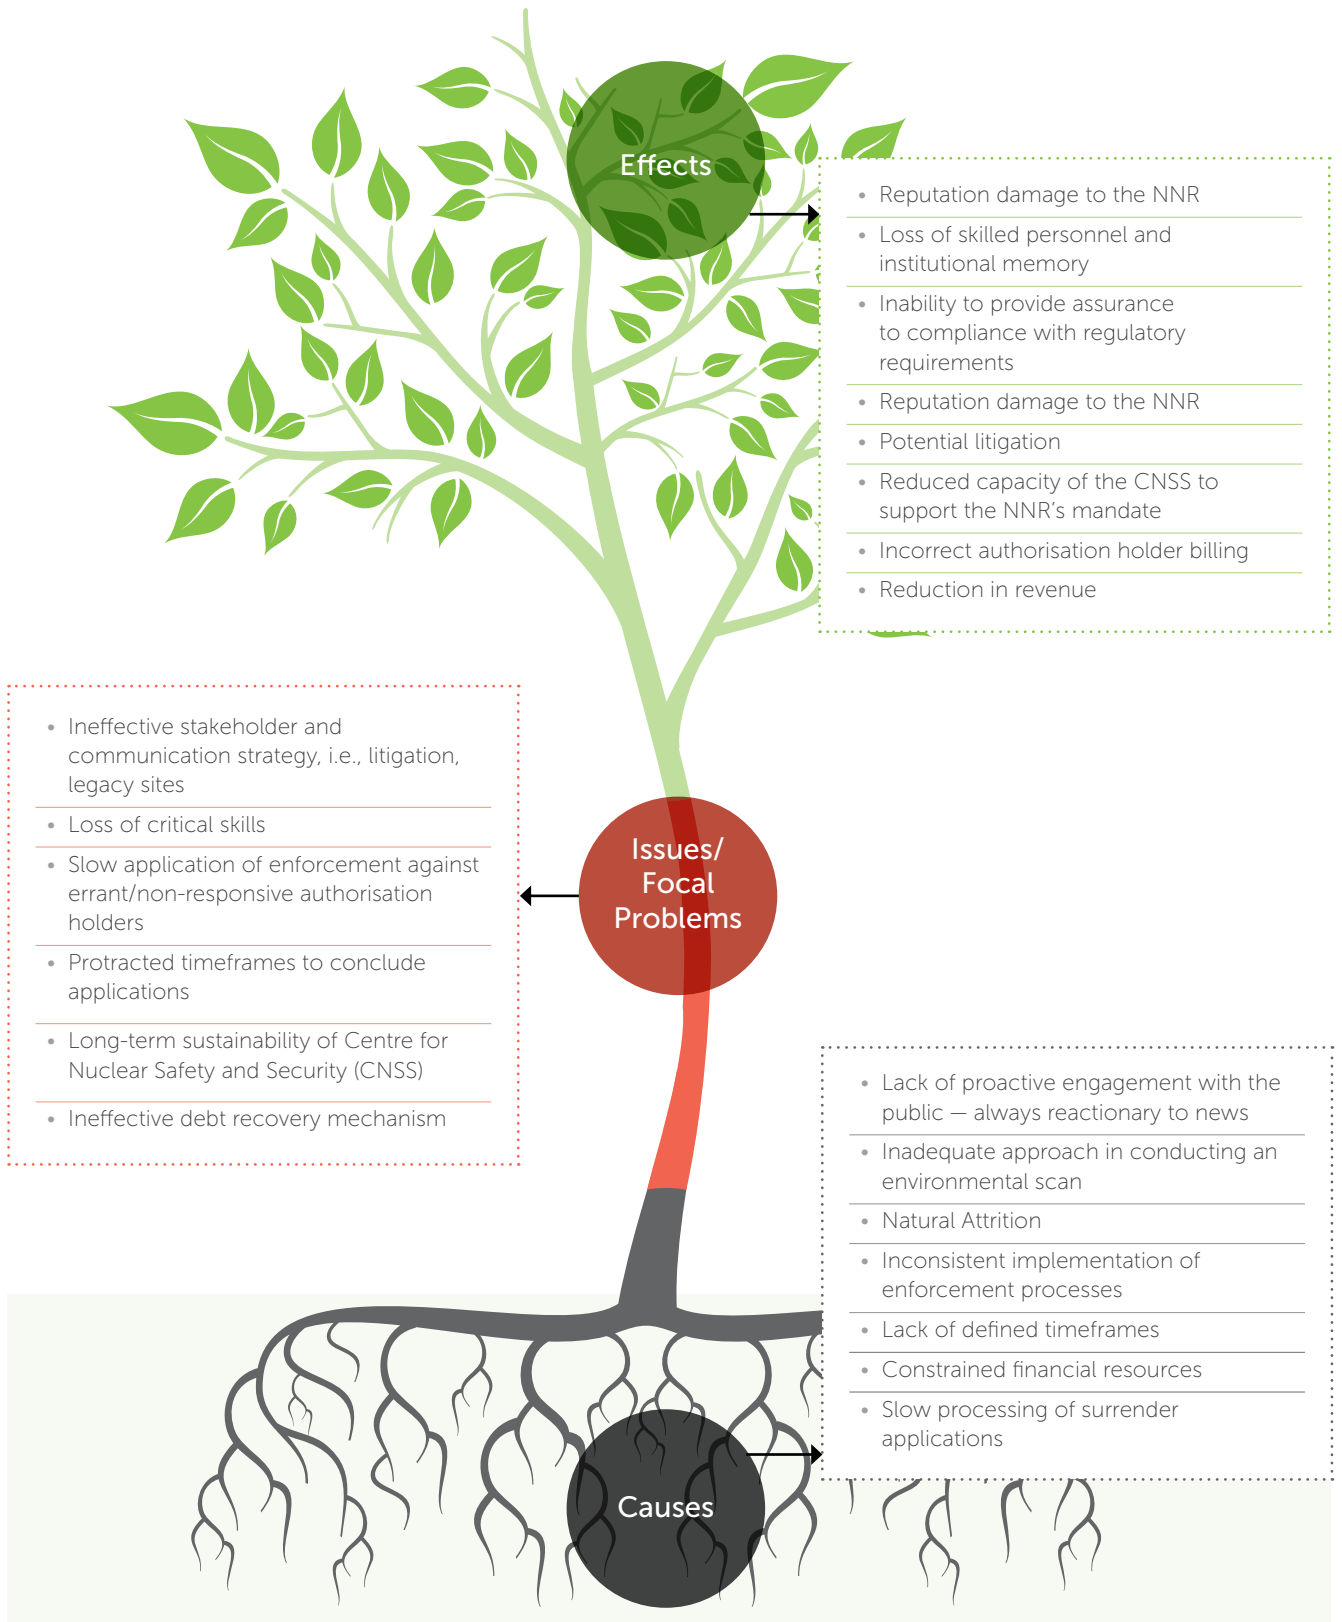 Effects
• Reputation damage to the NNR
• Loss of skilled personnel and
institutional memory
• Inability to provide assurance
to compliance with regulatory
requirements
• Reputation damage to the NNR
• Potential litigation
• Reduced capacity of the CNSS to
support the NNR’s mandate
• Incorrect authorisation holder billing
• Reduction in revenue
• Ineffective stakeholder and
communication strategy, i.e., litigation,
legacy sites
• Loss of critical skills
• Slow application of enforcement against
errant/non-responsive authorisation
holders
• Protracted timeframes to conclude
applications
• Long-term sustainability of Centre for
Nuclear Safety and Security (CNSS)
• Ineffective debt recovery mechanism
Issues/
Focal
Problems
• Lack of proactive engagement with the
public — always reactionary to news
• Inadequate approach in conducting an
environmental scan
• Natural Attrition
• Inconsistent implementation of
enforcement processes
• Lack of defined timeframes
• Constrained financial resources
• Slow processing of surrender
applications
Causes